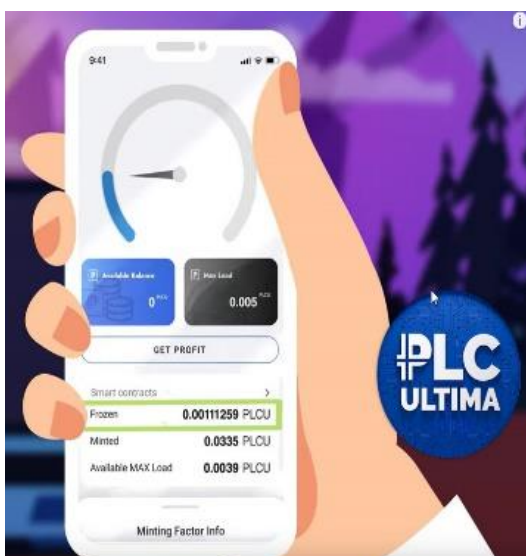 9:41
Available Balance
0 PLCU
Max Load
0.005 PLCU
GET PROFIT
Smart contracts >
Frozen 0.00111259 PLCU
Minted 0.0335 PLCU
Available MAX Load 0.0039 PLCU
Minting Factor Info
PLC
ULTIMA